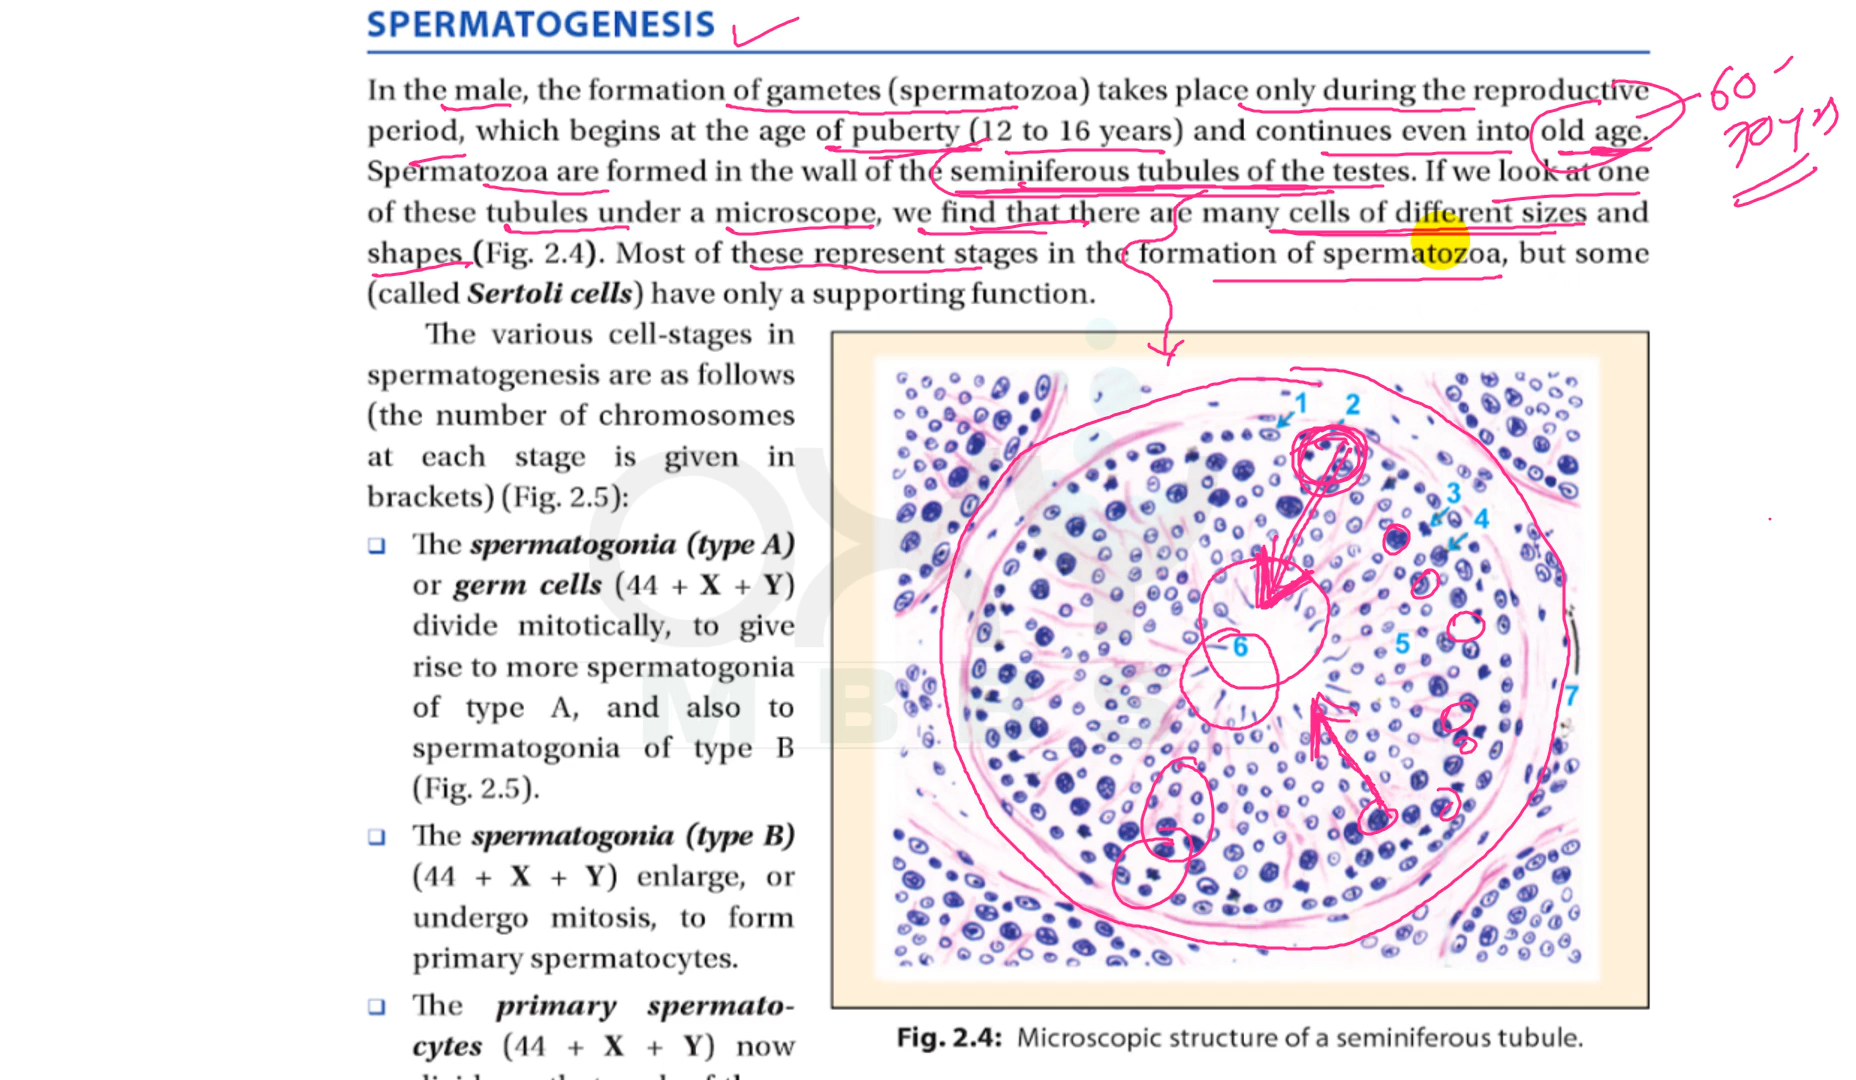 SPERMATOGENESIS
In the male, the formation of gametes (spermatozoa) takes place only during the reproductive
period, which begins at the age of puberty (12 to 16 years) and continues even into old age.
Spermatozoa are formed in the wall of the seminiferous tubules of the testes. If we look at one
of these tubules under a microscope, we find that there are many cells of different sizes and
shapes (Fig. 2.4). Most of these represent stages in the formation of spermatozoa, but some
(called Sertoli cells) have only a supporting function.
60
70 yrs
The various cell-stages in
spermatogenesis are as follows
(the number of chromosomes
at each stage is given in
brackets) (Fig. 2.5):
❑ The spermatogonia (type A)
or germ cells (44 + X + Y)
divide mitotically, to give
rise to more spermatogonia
of type A, and also to
spermatogonia of type B
(Fig. 2.5).
❑ The spermatogonia (type B)
(44 + X + Y) enlarge, or
undergo mitosis, to form
primary spermatocytes.
❑ The primary spermato-
cytes (44 + X + Y) now
1 2
3
4
5
6
7
MBBS
Fig. 2.4: Microscopic structure of a seminiferous tubule.